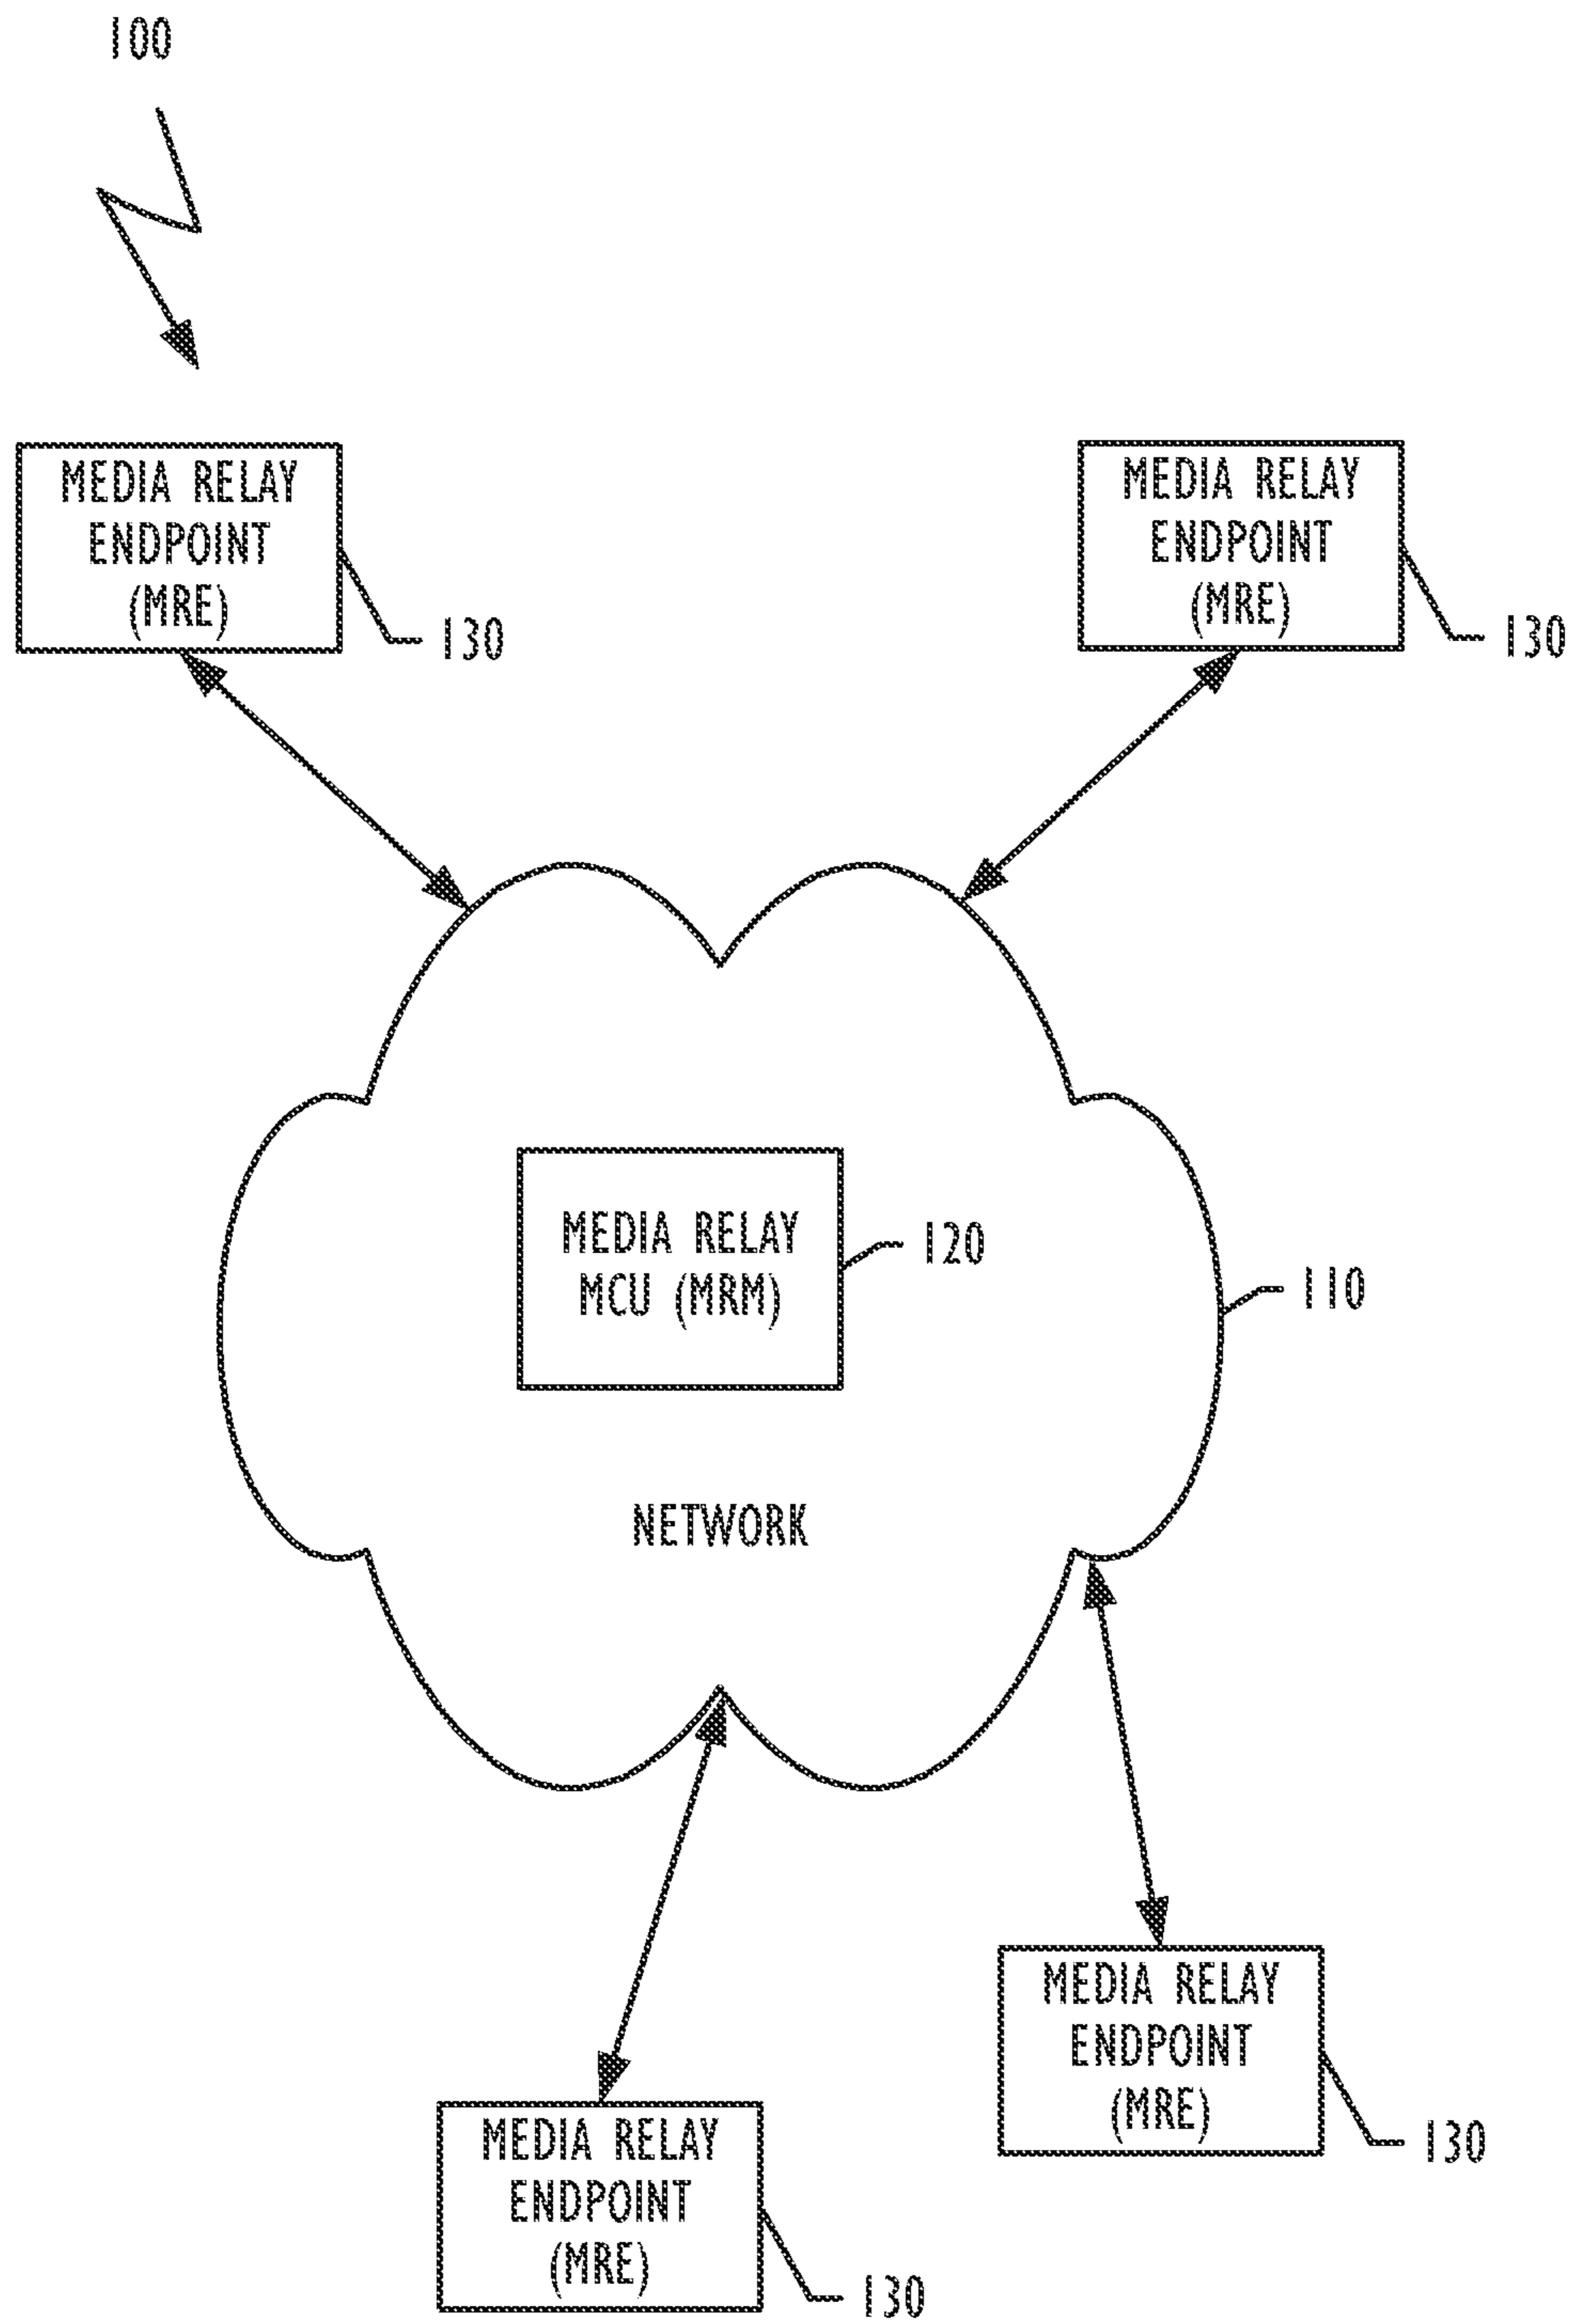 100
MEDIA RELAY
ENDPOINT
(MRE)
130
MEDIA RELAY
ENDPOINT
(MRE)
130
MEDIA RELAY
MCU (MRM)
120
110
NETWORK
MEDIA RELAY
ENDPOINT
(MRE)
130
MEDIA RELAY
ENDPOINT
(MRE)
130